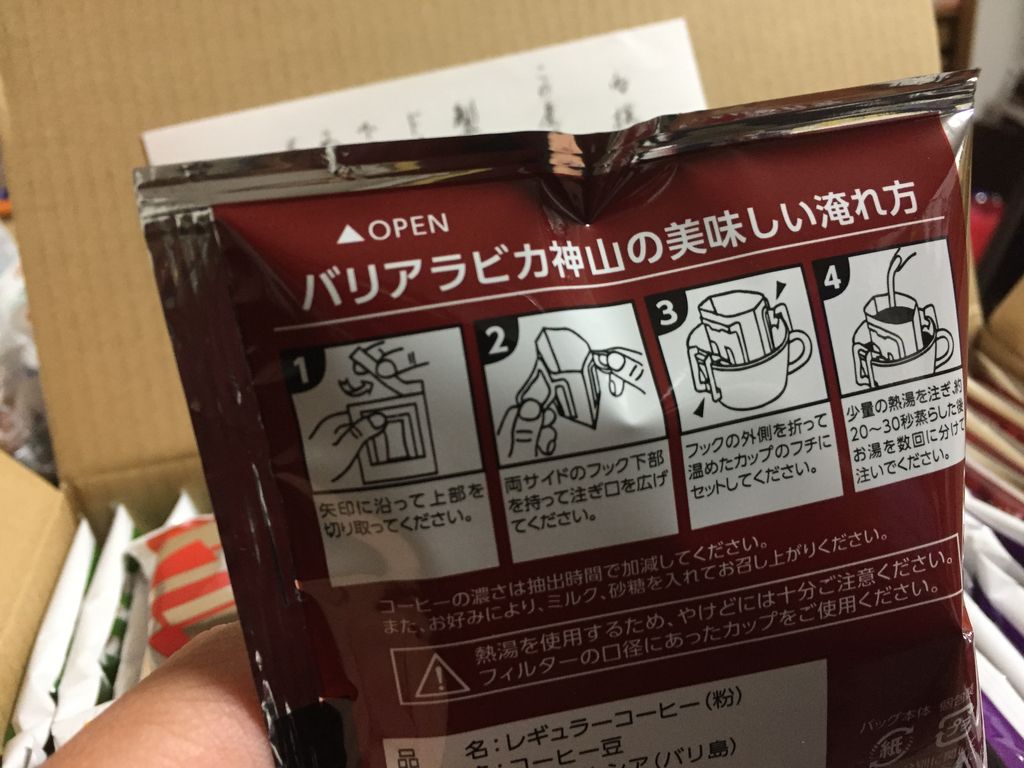 ▲OPEN
バリアラビカ神山の美味しい淹れ方
1
矢印に沿って上部を
切り取ってください。
2
両サイドのフック下部
を持って注ぎ口を広げ
てください。
3
フックの外側を折って
温めたカップのフチに
セットしてください。
4
少量の熱湯を注ぎ、約
20〜30秒蒸らした後
お湯を数回に分けて
注いでください。
コーヒーの濃さは抽出時間で加減してください。
また、お好みにより、ミルク、砂糖を入れてお召し上がりください。
熱湯を使用するため、やけどには十分ご注意ください。
フィルターの口径にあったカップをご使用ください。
品 名:レギュラーコーヒー(粉)
コーヒー豆
シア(バリ島)
バッグ本体
紙